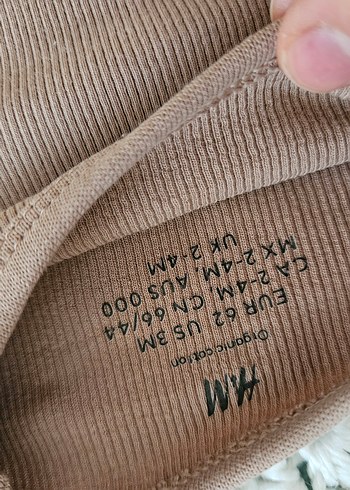 H&M
Organic cotton
EUR 62 US 3M
CA 2-4M, CN 66/44
MX 2-4M, AUS 000
UK 2-4M